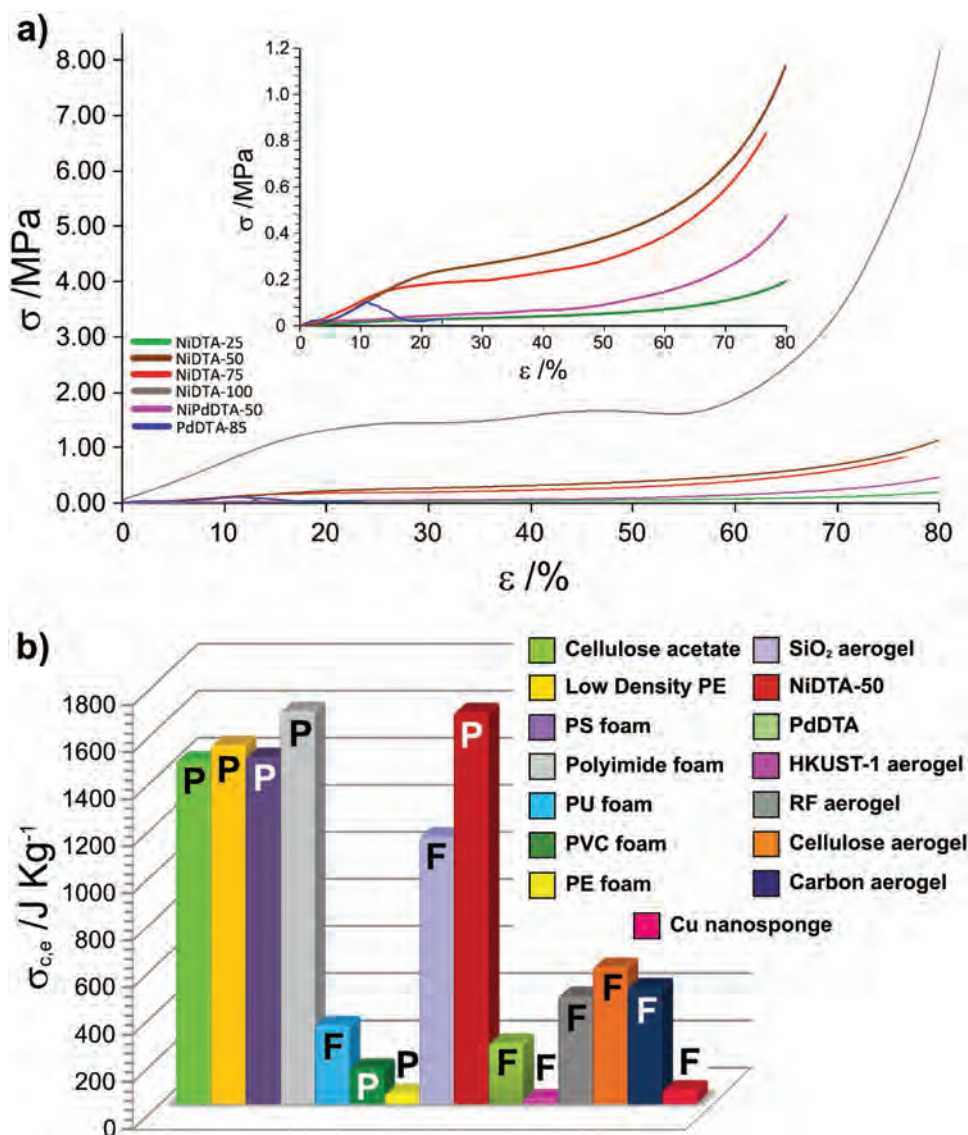 a)
σ /MPa
8.00
7.00
6.00
5.00
4.00
3.00
2.00
1.00
0.00
0 10 20 30 40 50 60 70 80
ε /%
NiDTA-25
NiDTA-50
NiDTA-75
NiDTA-100
NiPdDTA-50
PdDTA-85
σ /MPa
1.2
1.0
0.8
0.6
0.4
0.2
0
0 10 20 30 40 50 60 70 80
ε /%
b)
σc,e /J Kg-1
1800
1600
1400
1200
1000
800
600
400
200
0
P P P P F P P F P F F F F F F
Cellulose acetate
Low Density PE
PS foam
Polyimide foam
PU foam
PVC foam
PE foam
SiO2 aerogel
NiDTA-50
PdDTA
HKUST-1 aerogel
RF aerogel
Cellulose aerogel
Carbon aerogel
Cu nanosponge